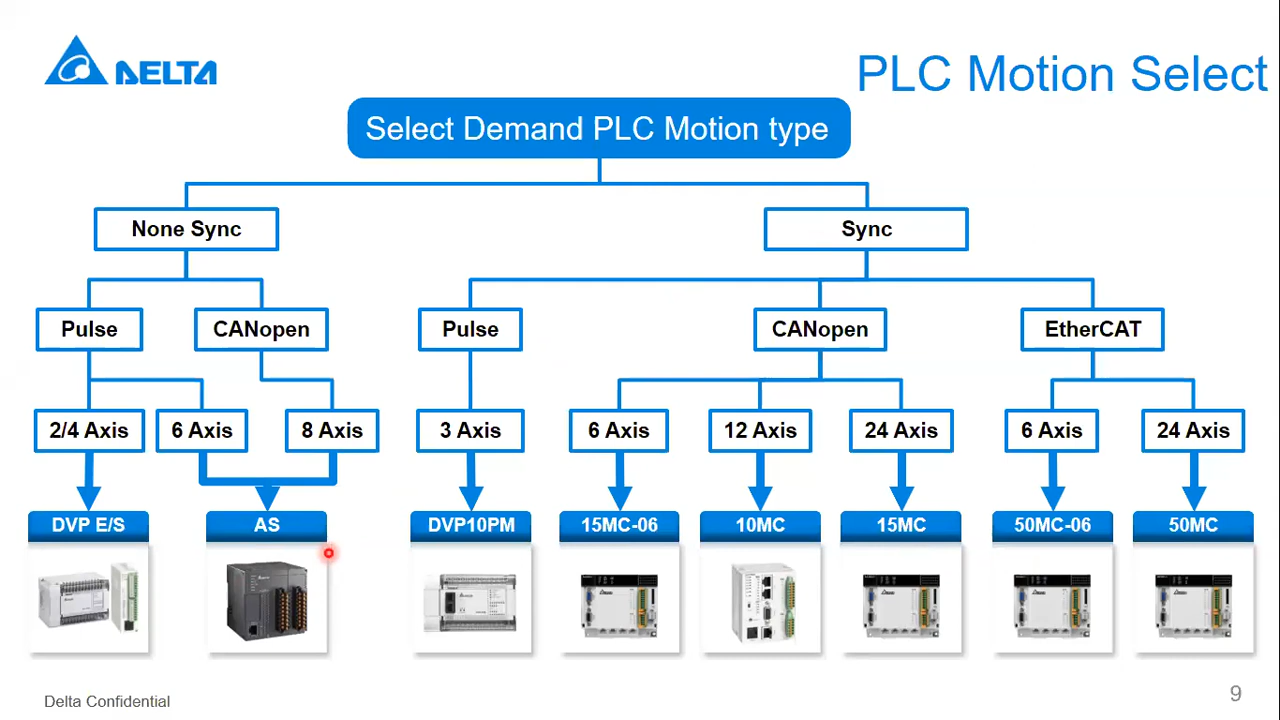 DELTA
PLC Motion Select
Select Demand PLC Motion type
None Sync
Sync
Pulse
CANopen
Pulse
CANopen
EtherCAT
2/4 Axis
6 Axis
8 Axis
3 Axis
6 Axis
12 Axis
24 Axis
6 Axis
24 Axis
DVP E/S
AS
DVP10PM
15MC-06
10MC
15MC
50MC-06
50MC
Delta Confidential
9